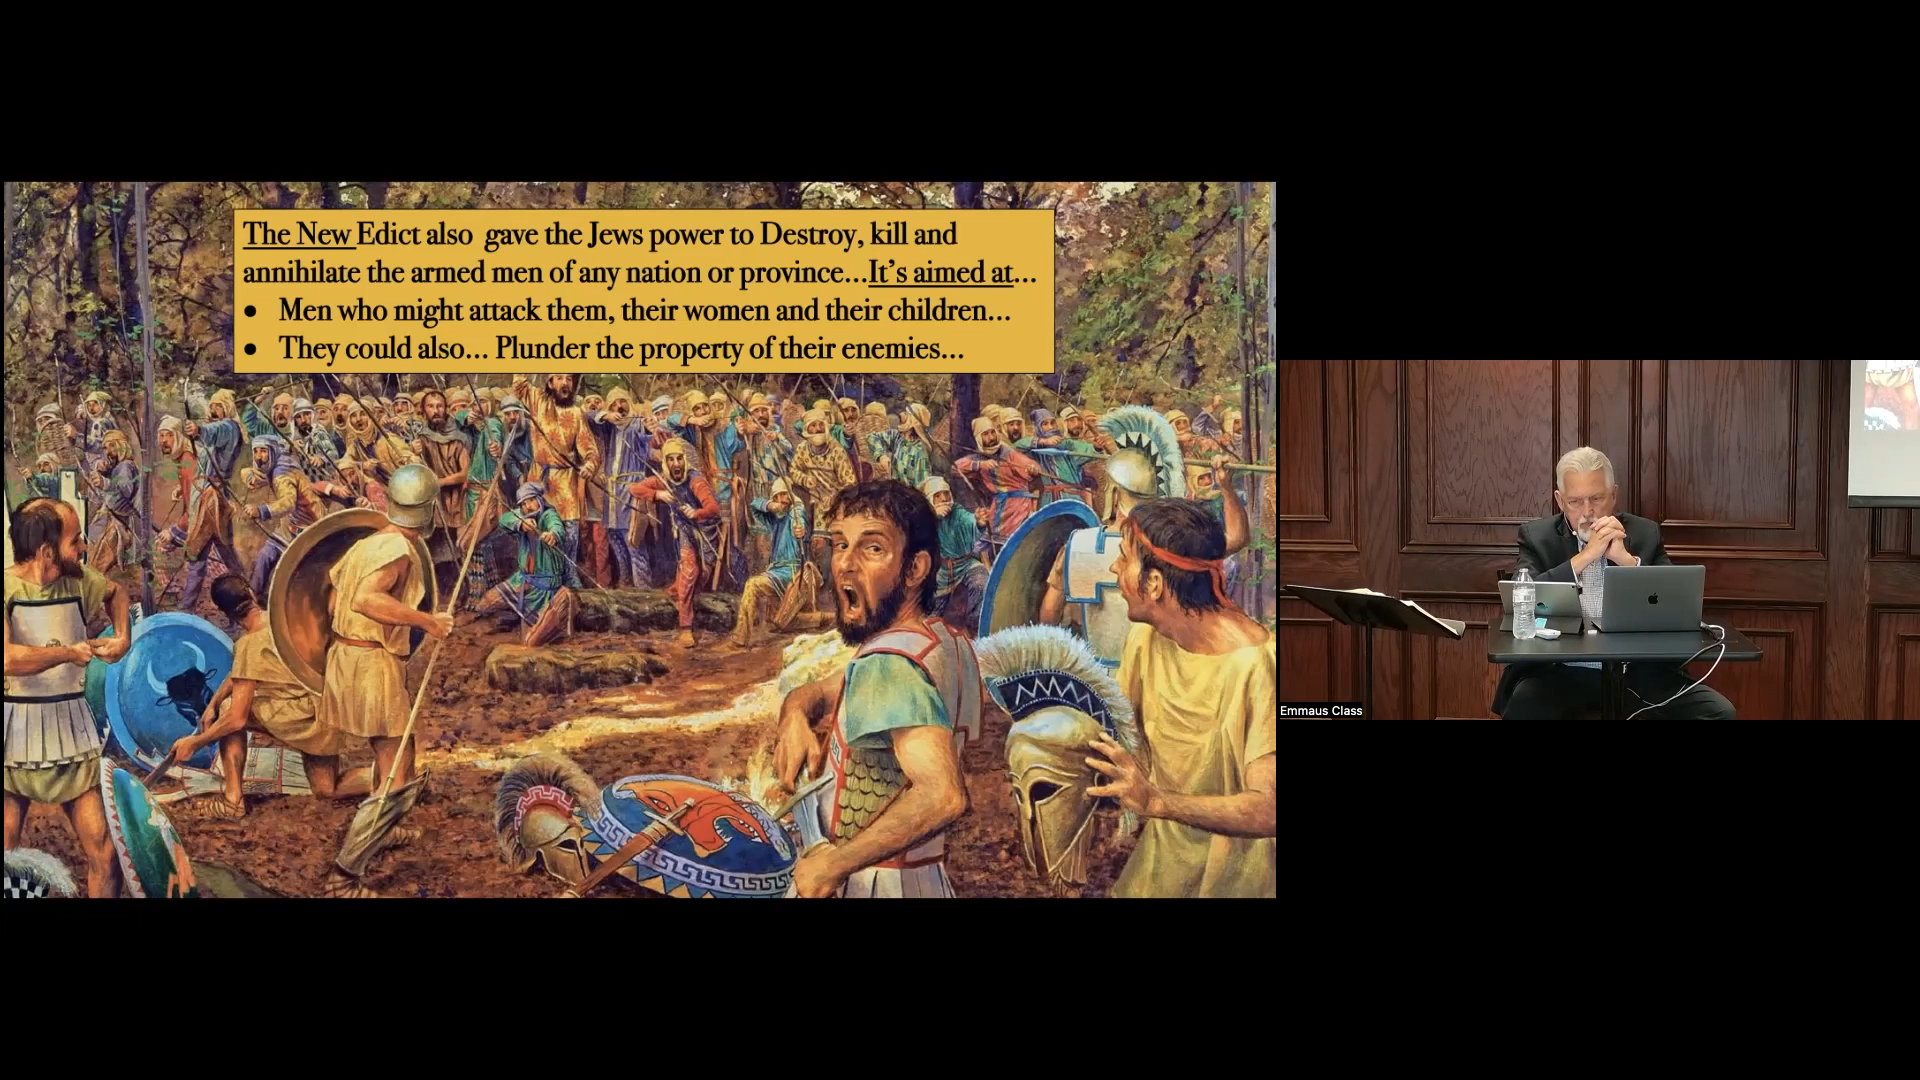 The New Edict also gave the Jews power to Destroy, kill and
annihilate the armed men of any nation or province...It's aimed at...
• Men who might attack them, their women and their children...
• They could also... Plunder the property of their enemies...
Emmaus Class